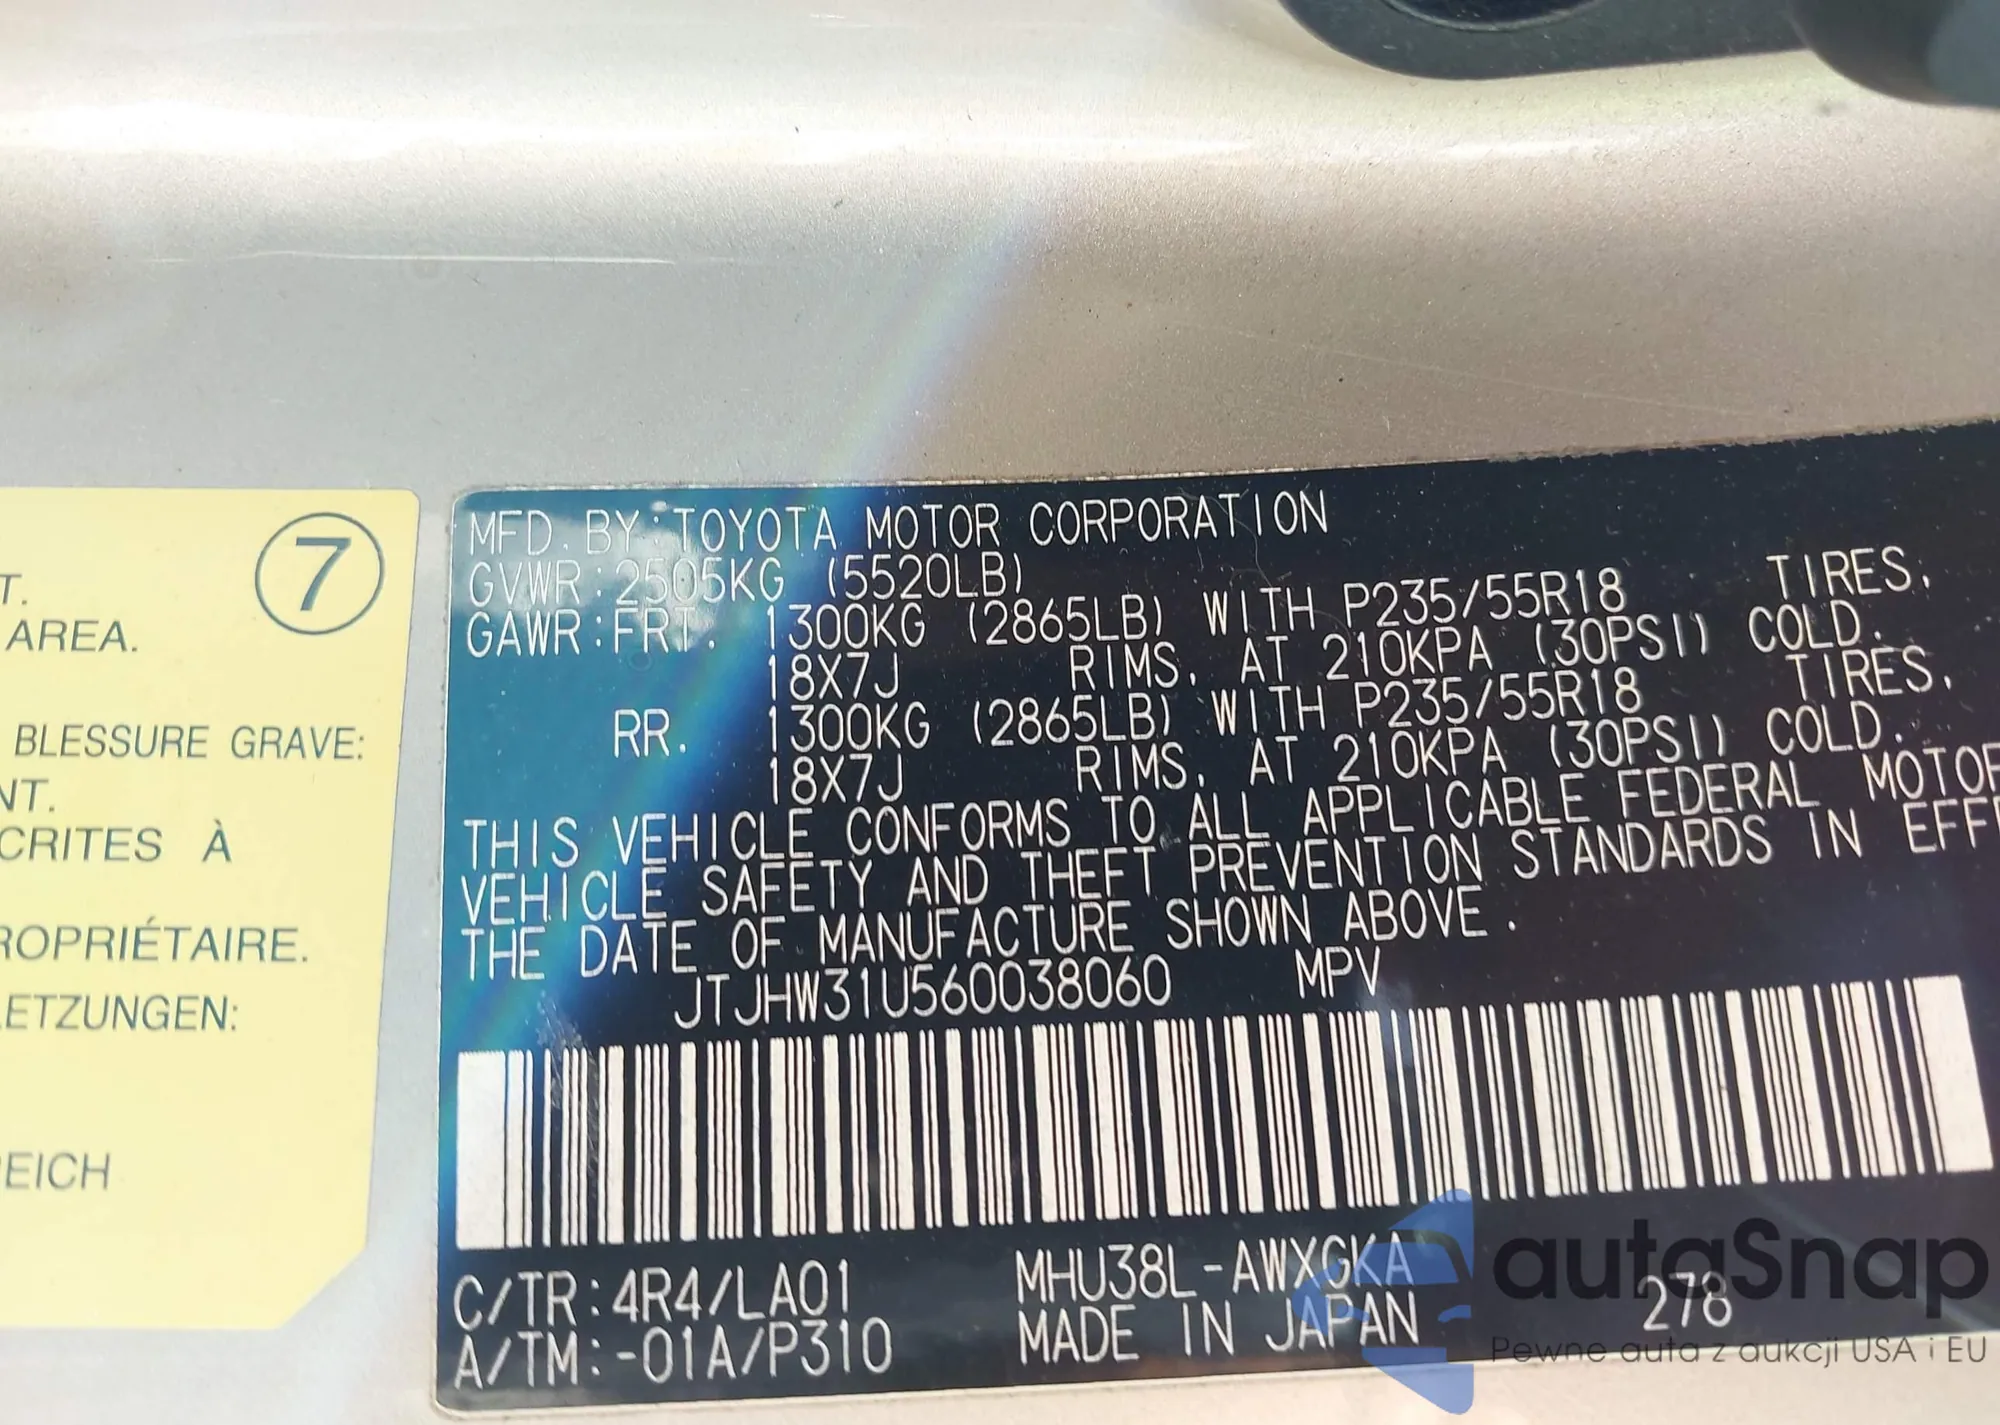 T.
AREA.
7
BLESSURE GRAVE:
NT.
CRITES À
ROPRIÉTAIRE.
LETZUNGEN:
REICH
MFD. BY:TOYOTA MOTOR CORPORATION
GVWR:2505KG (5520LB)
GAWR:FRT. 1300KG (2865LB) WITH P235/55R18 TIRES,
18X7J RIMS, AT 210KPA (30PSI) COLD.
RR. 1300KG (2865LB) WITH P235/55R18 TIRES,
18X7J RIMS, AT 210KPA (30PSI) COLD.
THIS VEHICLE CONFORMS TO ALL APPLICABLE FEDERAL MOTOR
VEHICLE SAFETY AND THEFT PREVENTION STANDARDS IN EFFE
THE DATE OF MANUFACTURE SHOWN ABOVE.
JTJHW31U560038060 MPV
C/TR:4R4/LA01 MHU38L-AWXGKA
A/TM:-01A/P310 MADE IN JAPAN 278
autaSnap
Pewne auta z aukcji USA i EU